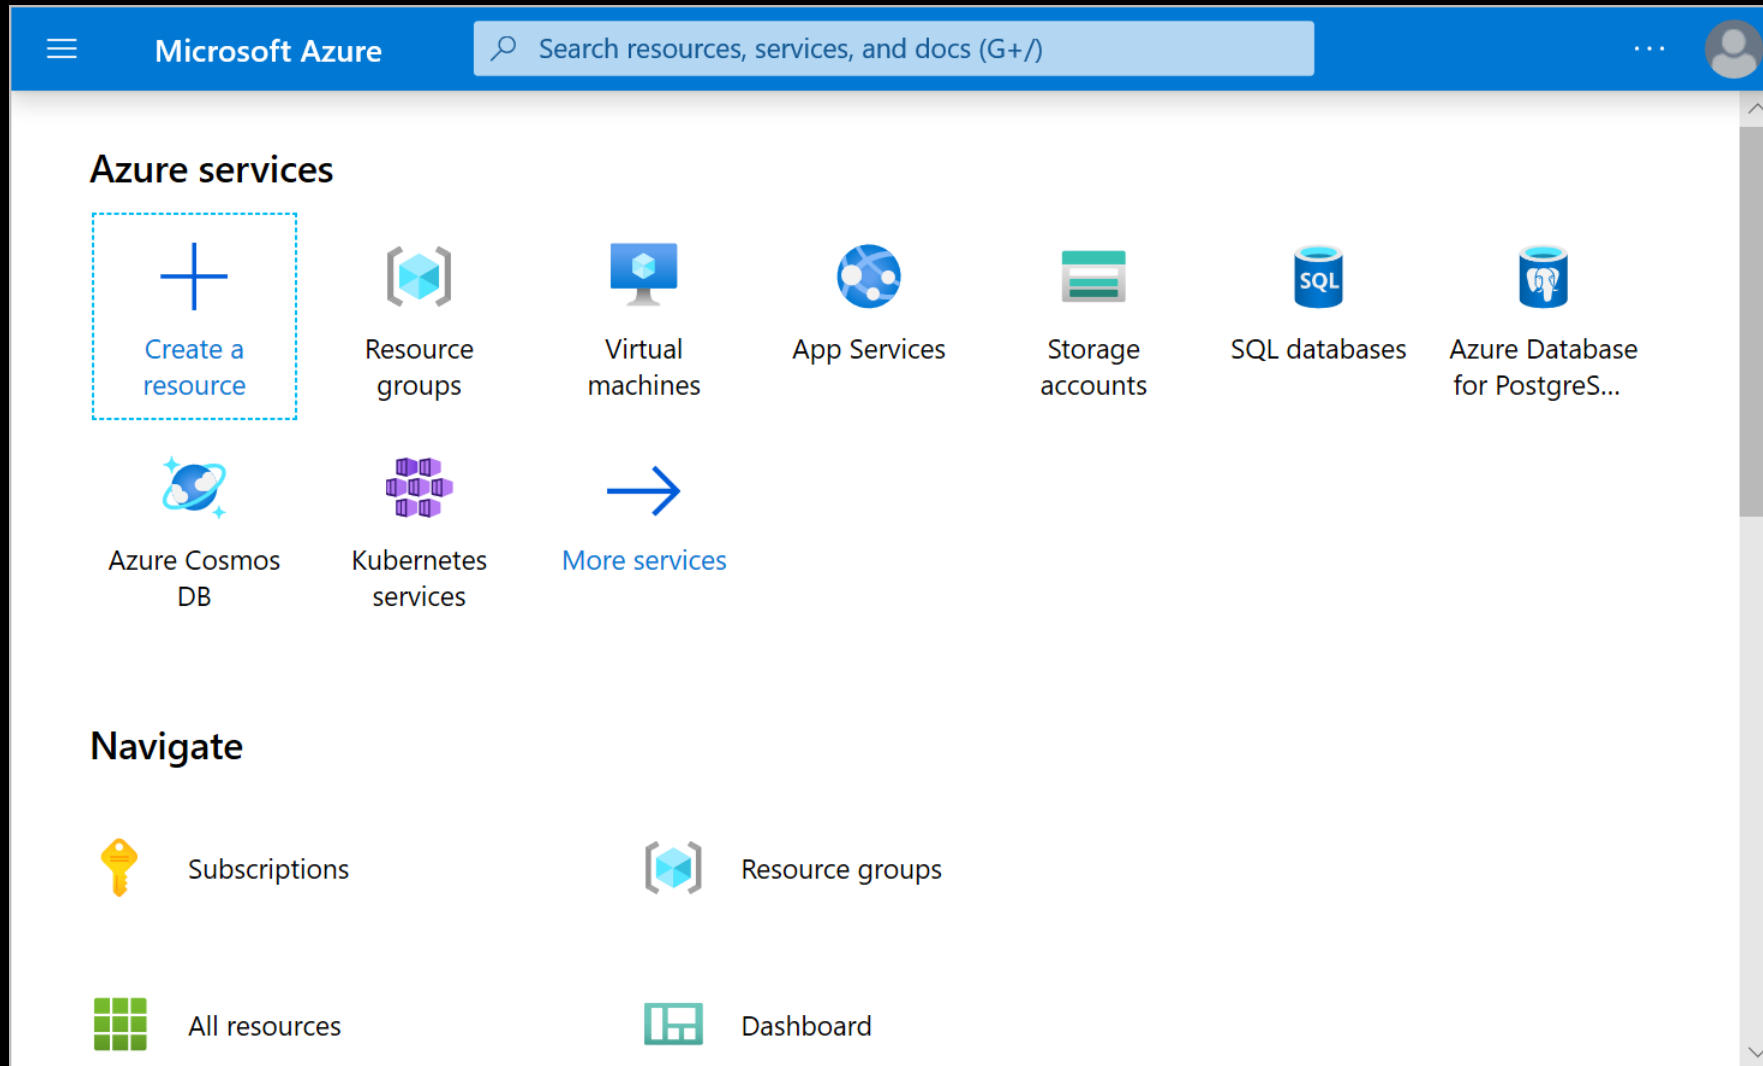 Microsoft Azure
Search resources, services, and docs (G+/)
Azure services
Create a
resource
Resource
groups
Virtual
machines
App Services
Storage
accounts
SQL
SQL databases
Azure Database
for PostgreS...
Azure Cosmos
DB
Kubernetes
services
More services
Navigate
Subscriptions
Resource groups
All resources
Dashboard